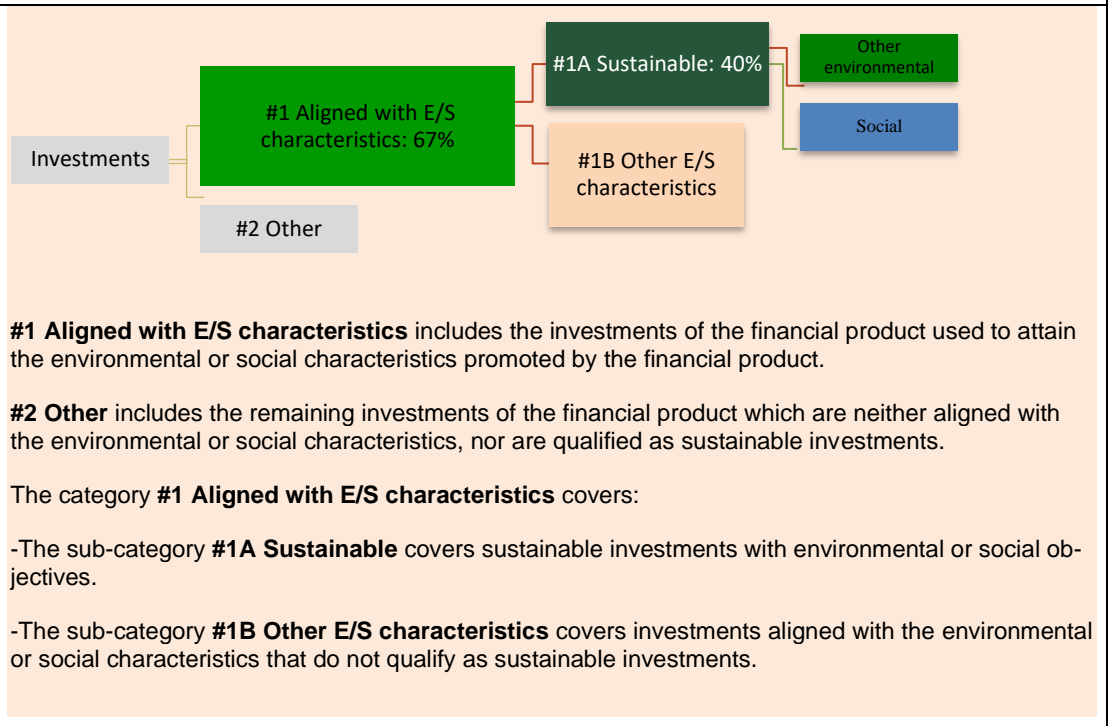 #1A Sustainable: 40%
Other
environmental
#1 Aligned with E/S
characteristics: 67%
Social
Investments
#1B Other E/S
characteristics
#2 Other
#1 Aligned with E/S characteristics includes the investments of the financial product used to attain
the environmental or social characteristics promoted by the financial product.
#2 Other includes the remaining investments of the financial product which are neither aligned with
the environmental or social characteristics, nor are qualified as sustainable investments.
The category #1 Aligned with E/S characteristics covers:
-The sub-category #1A Sustainable covers sustainable investments with environmental or social ob-
jectives.
-The sub-category #1B Other E/S characteristics covers investments aligned with the environmental
or social characteristics that do not qualify as sustainable investments.